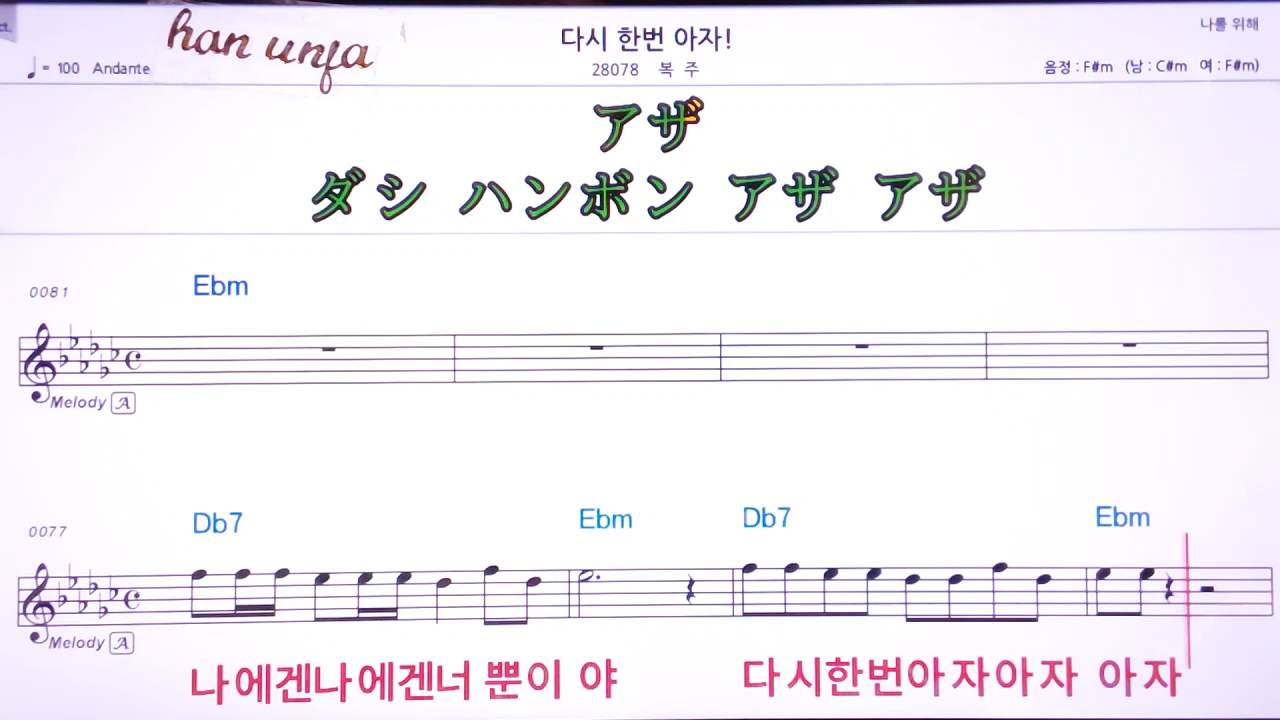 ct.
han unja
다시 한번 아자!
나를 위해
♩= 100 Andante
28078 복 주
음정 : F#m (남 : C#m 여 : F#m)
アザ
ダシ ハンボン アザ アザ
0081
Ebm
Melody A
0077
Db7 Ebm Db7 Ebm
Melody A
나에겐나에겐너 뿐이 야 다시한번아자아자 아자